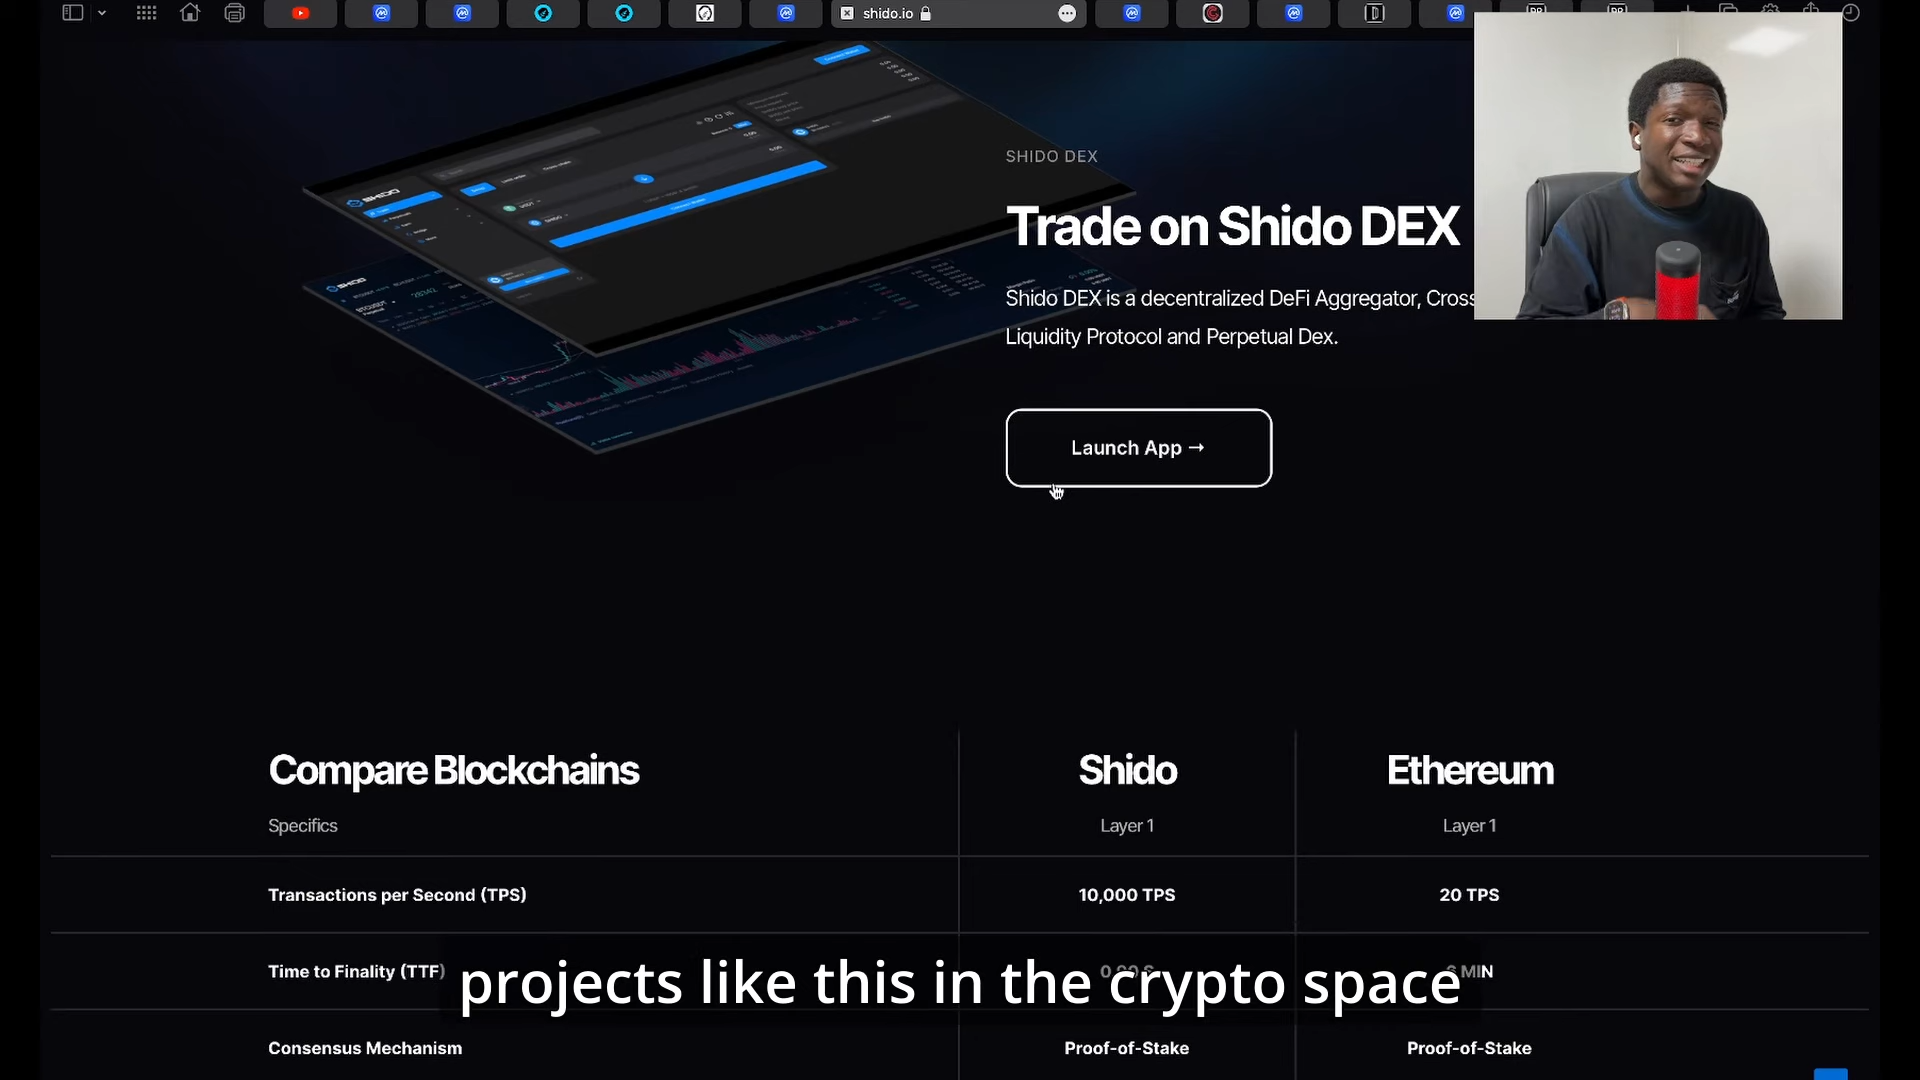 shido.io
SHIDO DEX
Trade on Shido DEX
Shido DEX is a decentralized DeFi Aggregator, Cross
Liquidity Protocol and Perpetual Dex.
Launch App →
Compare Blockchains
Shido
Ethereum
Specifics
Layer 1
Layer 1
Transactions per Second (TPS)
10,000 TPS
20 TPS
Time to Finality (TTF)
MIN
projects like this in the crypto space
Consensus Mechanism
Proof-of-Stake
Proof-of-Stake